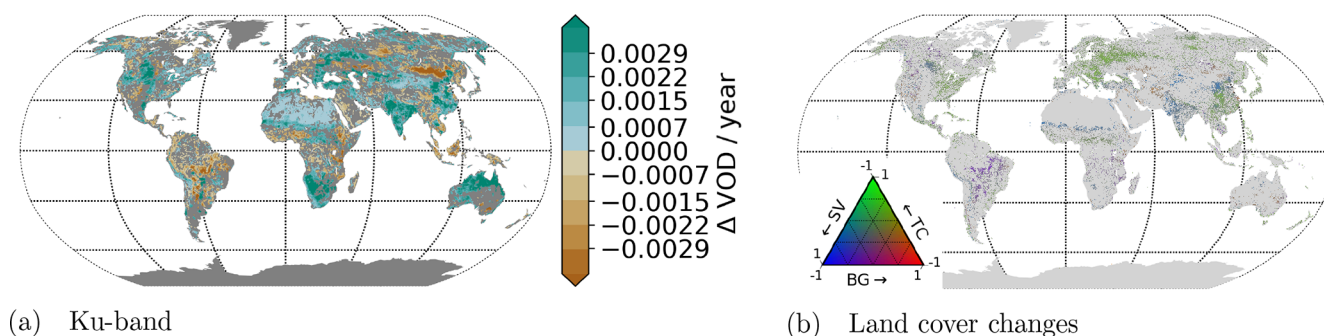 0.0029
0.0022
0.0015
0.0007
0.0000
−0.0007
−0.0015
−0.0022
−0.0029
Δ VOD / year
(a) Ku-band
-1
1
← SV
← TC
1
-1
-1
BG →
1
(b) Land cover changes